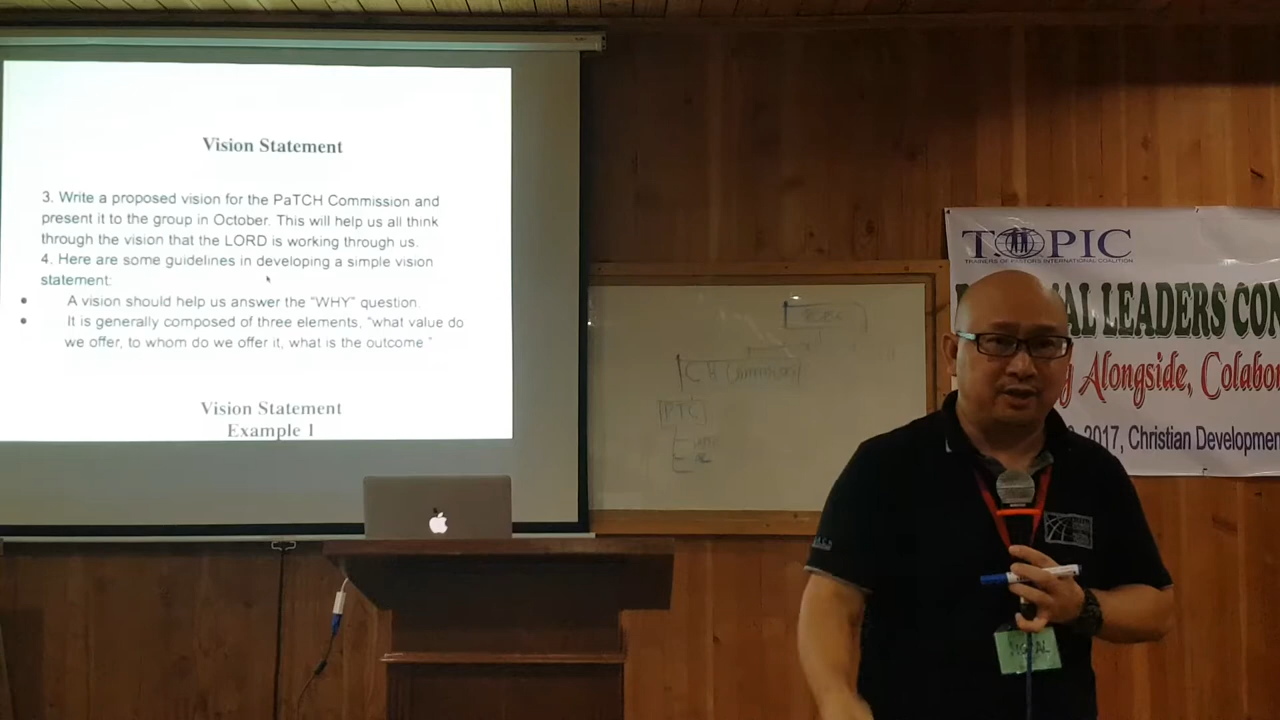 Vision Statement
3. Write a proposed vision for the PaTCH Commission and
present it to the group in October. This will help us all think
through the vision that the LORD is working through us.
4. Here are some guidelines in developing a simple vision
statement:
• A vision should help us answer the "WHY" question.
• It is generally composed of three elements, "what value do
we offer, to whom do we offer it, what is the outcome "
Vision Statement
Example 1
TOPIC
TRAINERS OF PASTORS INTERNATIONAL COALITION
AL LEADERS CON
g Alongside, Colabor
2017, Christian Developmen
PTC